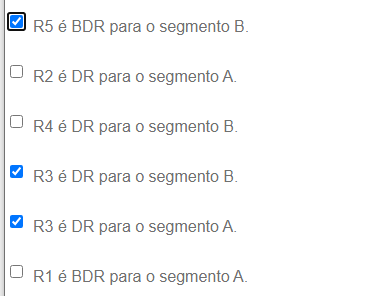 R5 é BDR para o segmento B.
R2 é DR para o segmento A.
R4 é DR para o segmento B.
R3 é DR para o segmento B.
R3 é DR para o segmento A.
R1 é BDR para o segmento A.